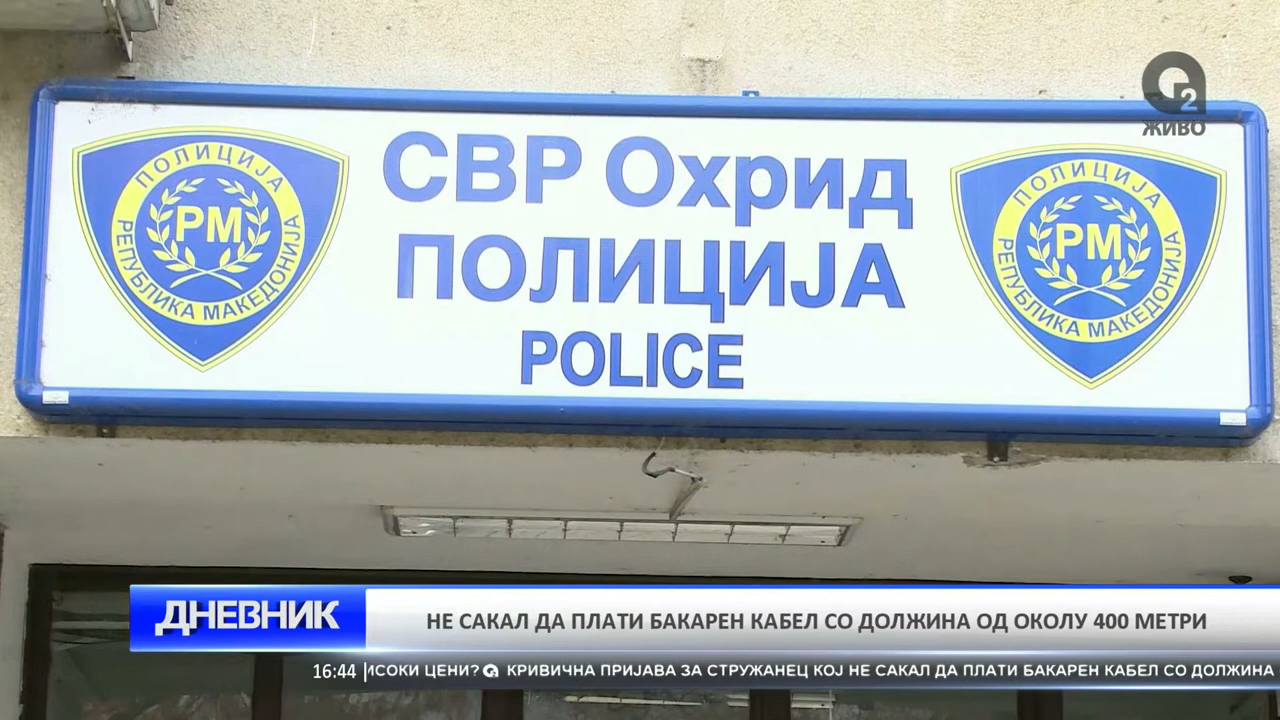 2
ЖИВО
СВР Охрид
ПОЛИЦИЈА
POLICE
ПОЛИЦИЈА
РМ
РЕПУБЛИКА МАКЕДОНИЈА
ПОЛИЦИЈА
РМ
РЕПУБЛИКА МАКЕДОНИЈА
ДНЕВНИК
НЕ САКАЛ ДА ПЛАТИ БАКАРЕН КАБЕЛ СО ДОЛЖИНА ОД ОКОЛУ 400 МЕТРИ
16:44 ИСОКИ ЦЕНИ? КРИВИЧНА ПРИЈАВА ЗА СТРУЖАНЕЦ КОЈ НЕ САКАЛ ДА ПЛАТИ БАКАРЕН КАБЕЛ СО ДОЛЖИНА